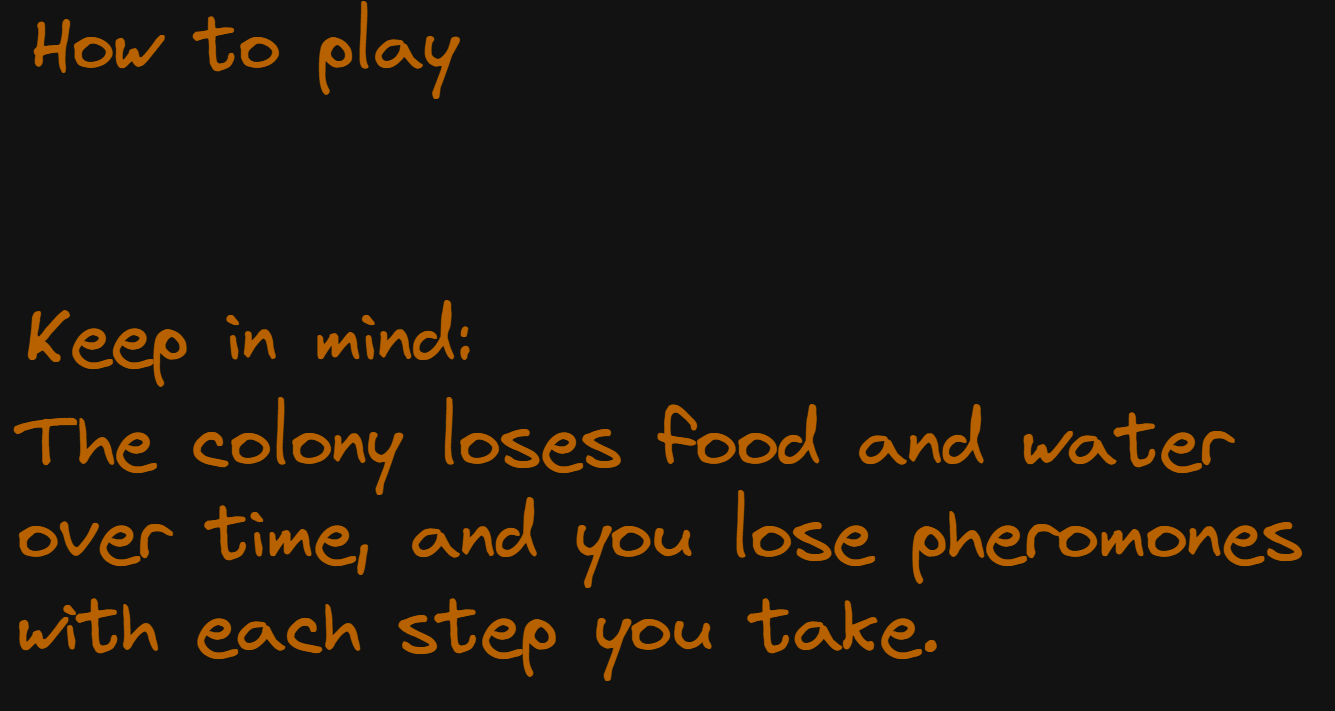 How to play
Keep in mind:
The colony loses food and water
over time, and you lose pheromones
with each step you take.